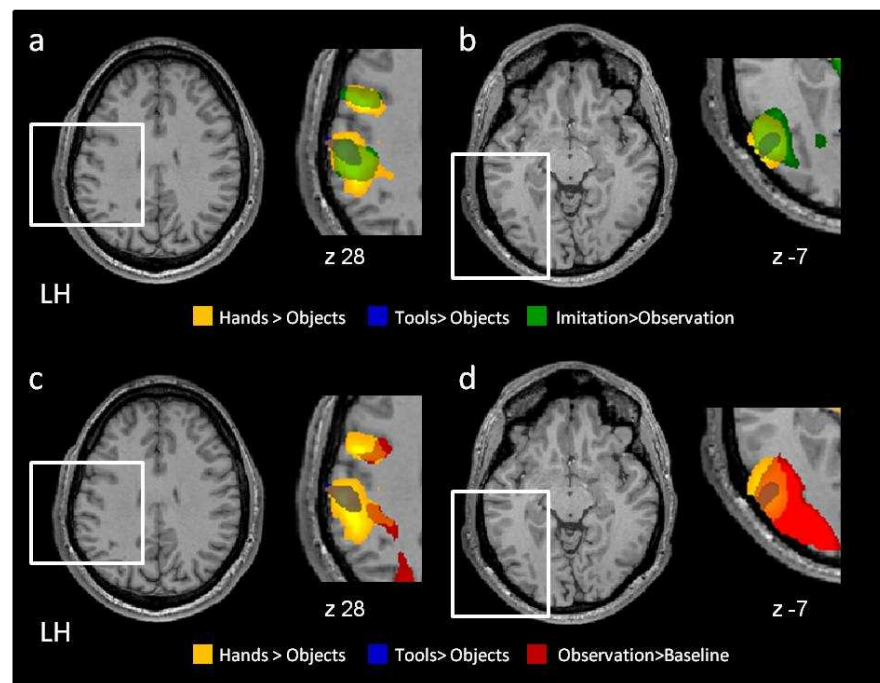 a
b
z 28
z -7
LH
Hands > Objects Tools> Objects Imitation>Observation
c
d
z 28
z -7
LH
Hands > Objects Tools> Objects Observation>Baseline